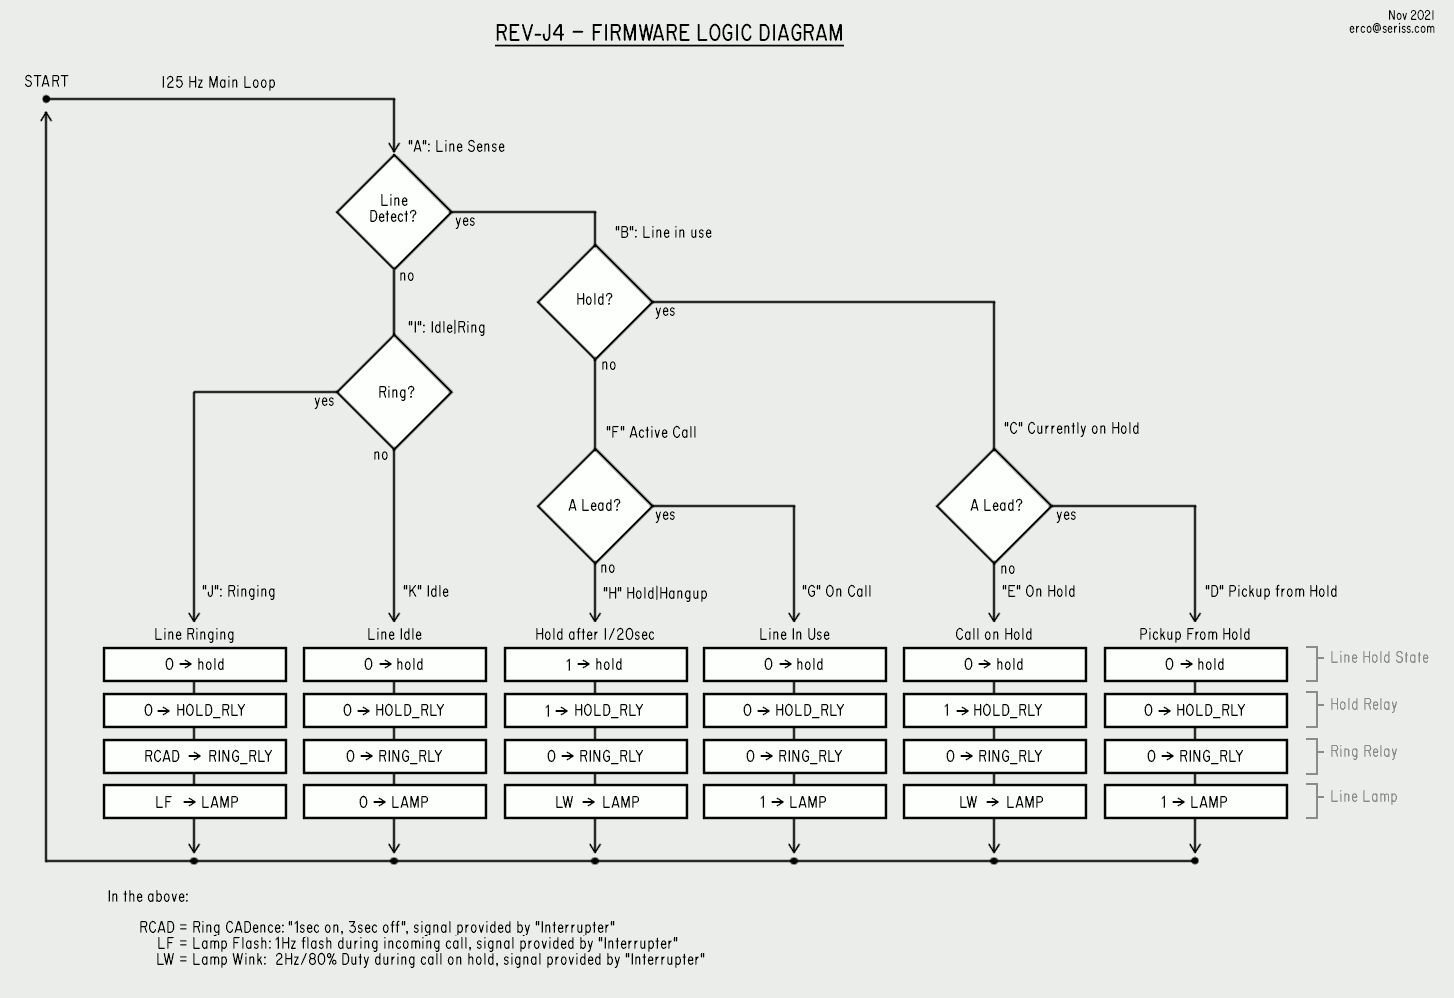 Nov 2021
erco@seriss.com
REV-J4 – FIRMWARE LOGIC DIAGRAM
START
125 Hz Main Loop
"A": Line Sense
Line
Detect?
yes
no
"B": Line in use
Hold?
yes
no
"I": Idle|Ring
Ring?
yes
no
"F" Active Call
A Lead?
yes
no
"C" Currently on Hold
A Lead?
yes
no
"J": Ringing
"K" Idle
"H" Hold|Hangup
"G" On Call
"E" On Hold
"D" Pickup from Hold
Line Ringing
0 → hold
0 → HOLD_RLY
RCAD → RING_RLY
LF → LAMP
Line Idle
0 → hold
0 → HOLD_RLY
0 → RING_RLY
0 → LAMP
Hold after 1/20sec
1 → hold
1 → HOLD_RLY
0 → RING_RLY
LW → LAMP
Line In Use
0 → hold
0 → HOLD_RLY
0 → RING_RLY
1 → LAMP
Call on Hold
0 → hold
1 → HOLD_RLY
0 → RING_RLY
LW → LAMP
Pickup From Hold
0 → hold
0 → HOLD_RLY
0 → RING_RLY
1 → LAMP
Line Hold State
Hold Relay
Ring Relay
Line Lamp
In the above:
RCAD = Ring CADence: "1sec on, 3sec off", signal provided by "Interrupter"
LF = Lamp Flash: 1Hz flash during incoming call, signal provided by "Interrupter"
LW = Lamp Wink: 2Hz/80% Duty during call on hold, signal provided by "Interrupter"